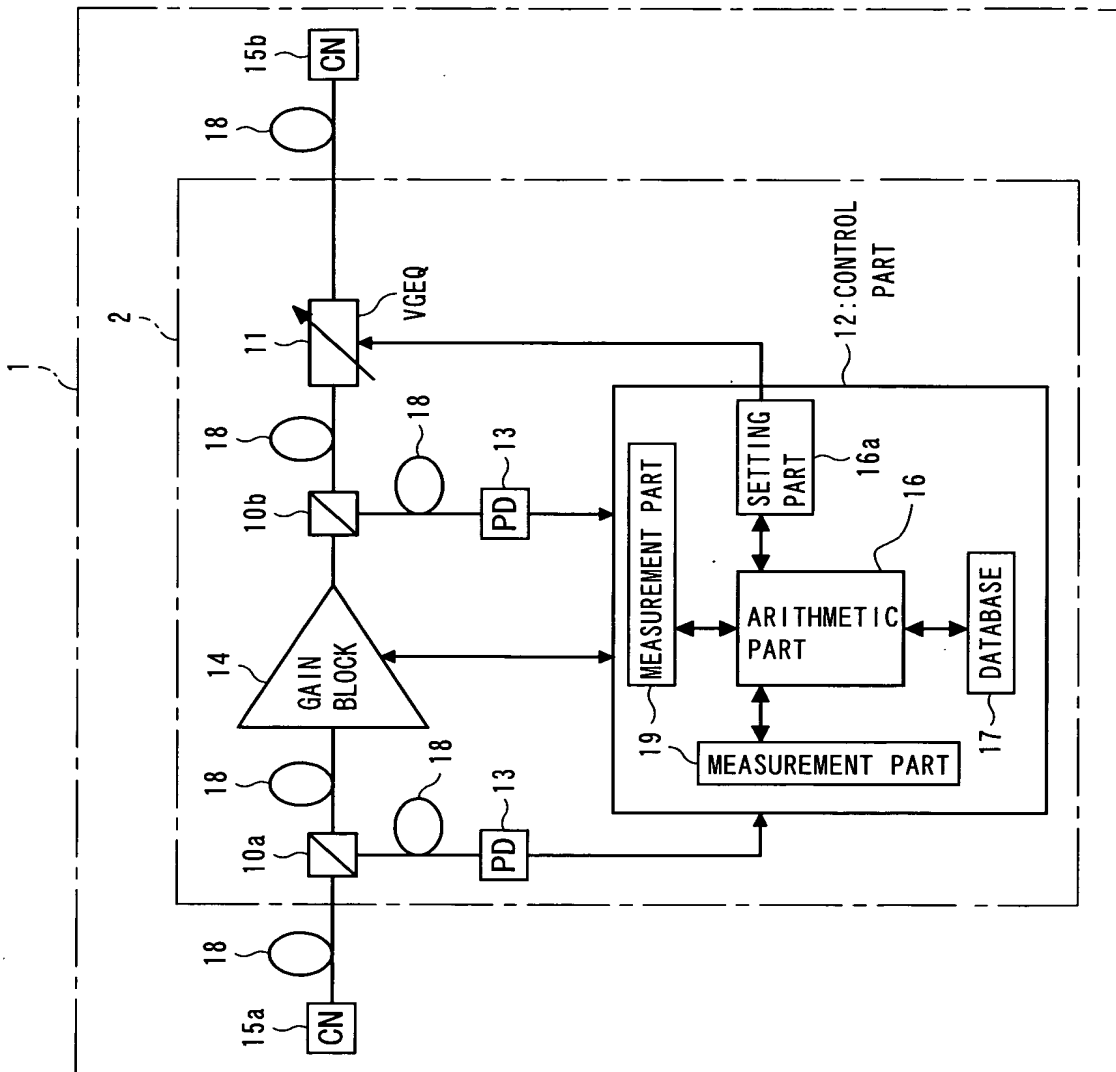 1
2
15a
CN
18
10a
18
14
GAIN
BLOCK
10b
18
11
VGEQ
18
15b
CN
18
PD
13
18
PD
13
12:CONTROL
PART
19
MEASUREMENT PART
MEASUREMENT PART
ARITHMETIC
PART
16
SETTING
PART
16a
17
DATABASE